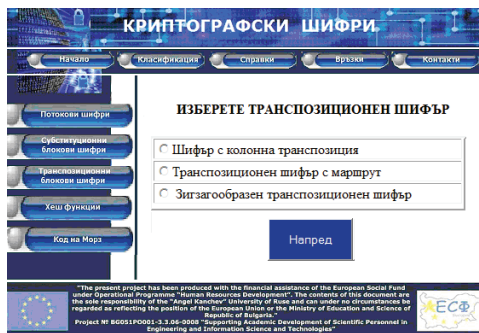 КРИПТОГРАФСКИ ШИФРИ
Начало Класификация Справки Връзки Контакти
Потокови шифри
Субституционни
блокови шифри
Транспозиционни
блокови шифри
Хеш функции
Код на Морз
ИЗБЕРЕТЕ ТРАНСПОЗИЦИОНЕН ШИФЪР
Шифър с колонна транспозиция
Транспозиционен шифър с маршрут
Зигзагообразен транспозиционен шифър
Напред
"The present project has been produced with the financial assistance of the European Social Fund
under Operational Programme "Human Resources Development". The contents of this document are
the sole responsibility of the "Angel Kanchev" University of Ruse and can under no circumstances be
regarded as reflecting the position of the European Union or the Ministry of Education and Science of
Republic of Bulgaria."
Project № BG051PO001-3.3.06-0008 "Supporting Academic Development of Scientific Personnel in
Engineering and Information Science and Technologies"
ЕСФ